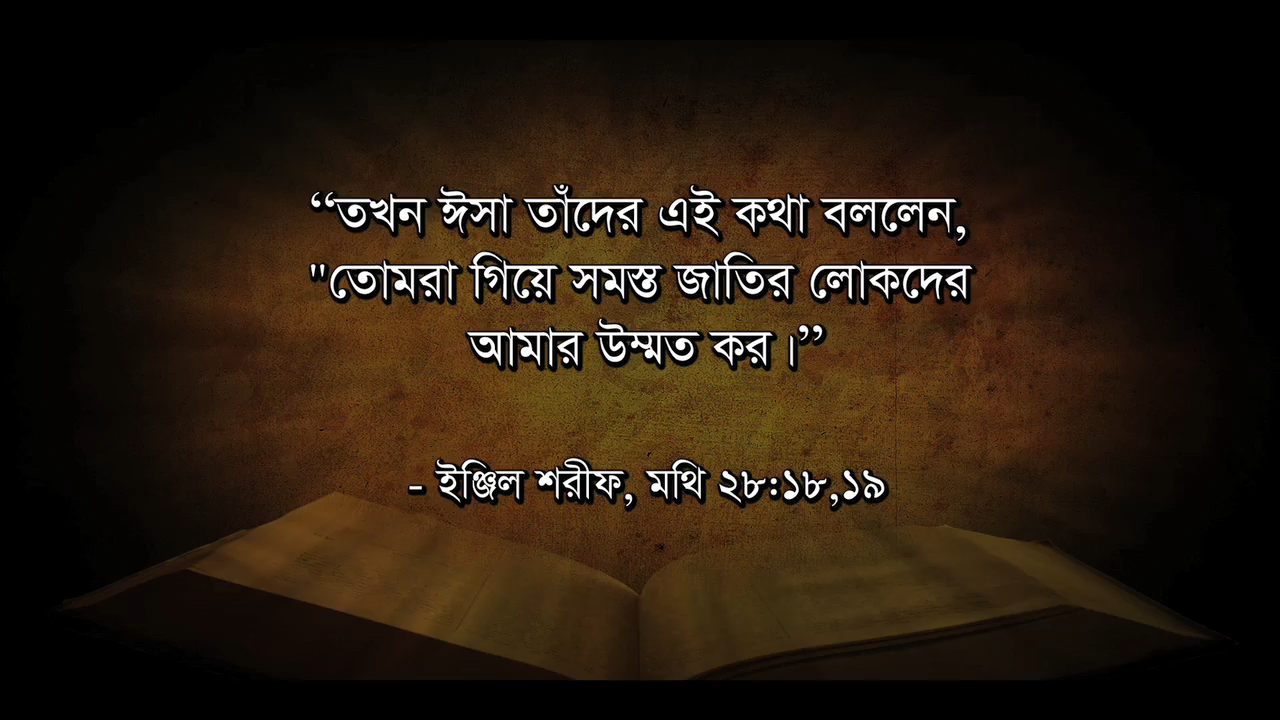 “তখন ঈসা তাঁদের এই কথা বললেন,
"তোমরা গিয়ে সমস্ত জাতির লোকদের
আমার উম্মত কর।”
- ইঞ্জিল শরীফ, মথি ২৮:১৮,১৯